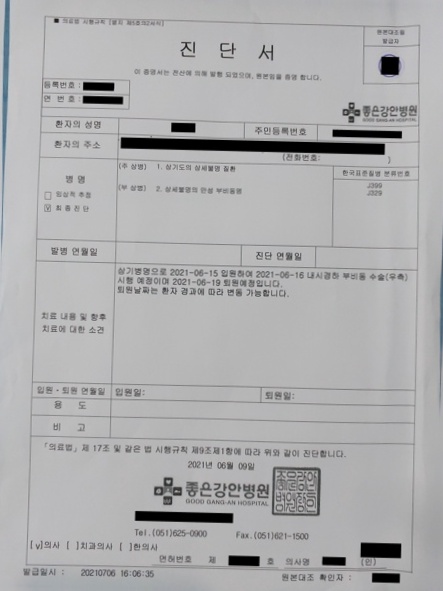 ■ 의료법 시행규칙 [별지 제5호의2서식]
원본대조필
발급자
진 단 서
이 증명서는 전산에 의해 발행 되었으며, 원본임을 증명 합니다.
등록번호 :
연 번 호 :
좋은강안병원
GOOD GANG-AN HOSPITAL
환자의 성명
주민등록번호
환자의 주소
(전화번호: )
병 명
□ 임상적 추정
☑ 최 종 진 단
(주 상병) 1. 상기도의 상세불명 질환
(부 상병) 2. 상세불명의 만성 부비동염
한국표준질병 분류번호
J399
J329
발병 연월일
진단 연월일
치료 내용 및 향후
치료에 대한 소견
상기병명으로 2021-06-15 입원하여 2021-06-16 내시경하 부비동 수술(우측)
시행 예정이며 2021-06-19 퇴원예정입니다.
퇴원날짜는 환자 경과에 따라 변동 가능합니다.
입원 - 퇴원 연월일
입원일:
퇴원일:
용 도
비 고
「의료법」 제 17조 및 같은 법 시행규칙 제9조제1항에 따라 위와 같이 진단합니다.
2021년 06월 09일
좋은강안병원
GOOD GANG-AN HOSPITAL
Tel.(051)625-0900 Fax.(051)621-1500
[v]의사 [ ]치과의사 [ ]한의사
면허번호 제 호 의사명 (인)
발급일시 : 20210706 16:06:35
원본대조 확인자 :